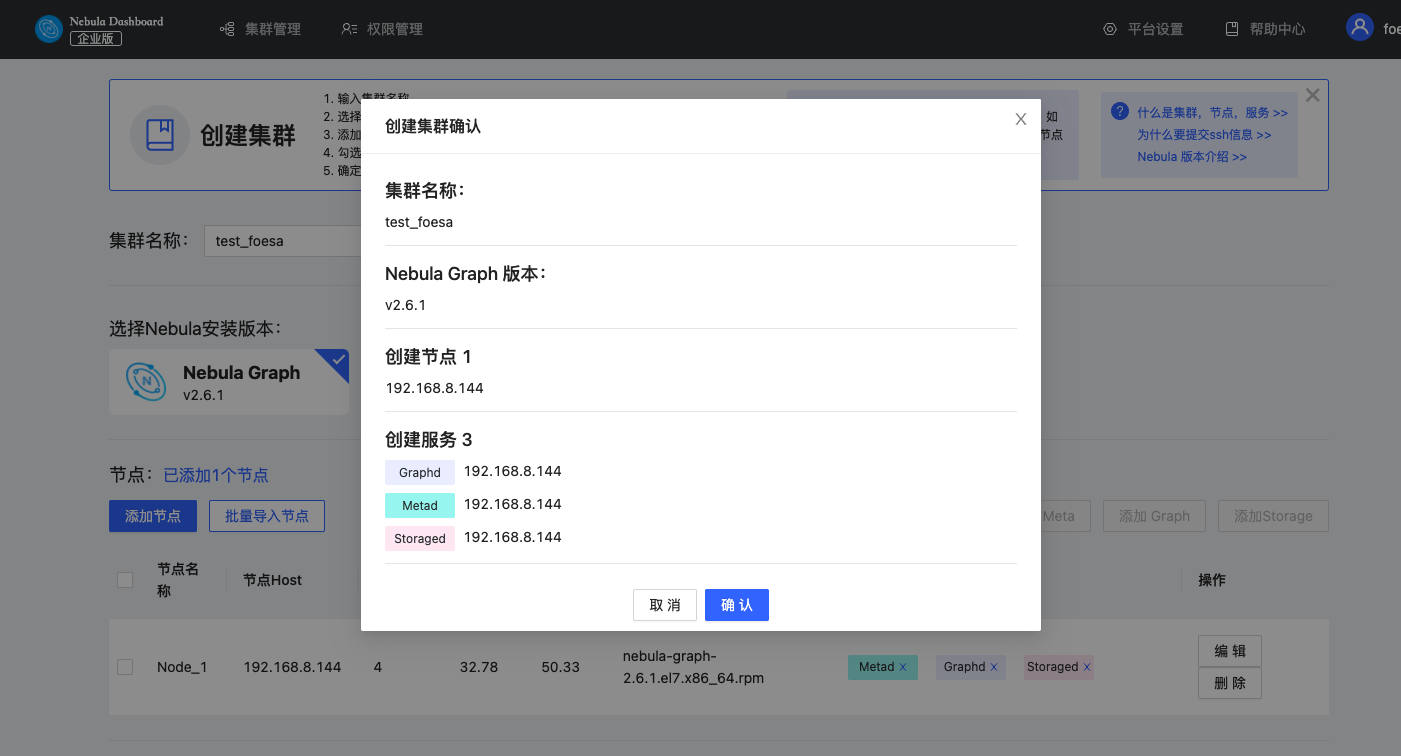 Nebula Dashboard
企业版
集群管理
权限管理
平台设置
帮助中心
foe
创建集群
1. 输入集群名称
2. 选择
3. 添加
4. 勾选
5. 确定
如
节点
什么是集群，节点，服务 >>
为什么要提交ssh信息 >>
Nebula 版本介绍 >>
集群名称：
test_foesa
选择Nebula安装版本：
Nebula Graph
v2.6.1
节点：已添加1个节点
添加节点
批量导入节点
Meta
添加 Graph
添加Storage
节点名称
节点Host
操作
Node_1
192.168.8.144
4
32.78
50.33
nebula-graph-
2.6.1.el7.x86_64.rpm
Metad x
Graphd x
Storaged x
编 辑
删 除
创建集群确认
集群名称：
test_foesa
Nebula Graph 版本：
v2.6.1
创建节点 1
192.168.8.144
创建服务 3
Graphd 192.168.8.144
Metad 192.168.8.144
Storaged 192.168.8.144
取 消
确 认